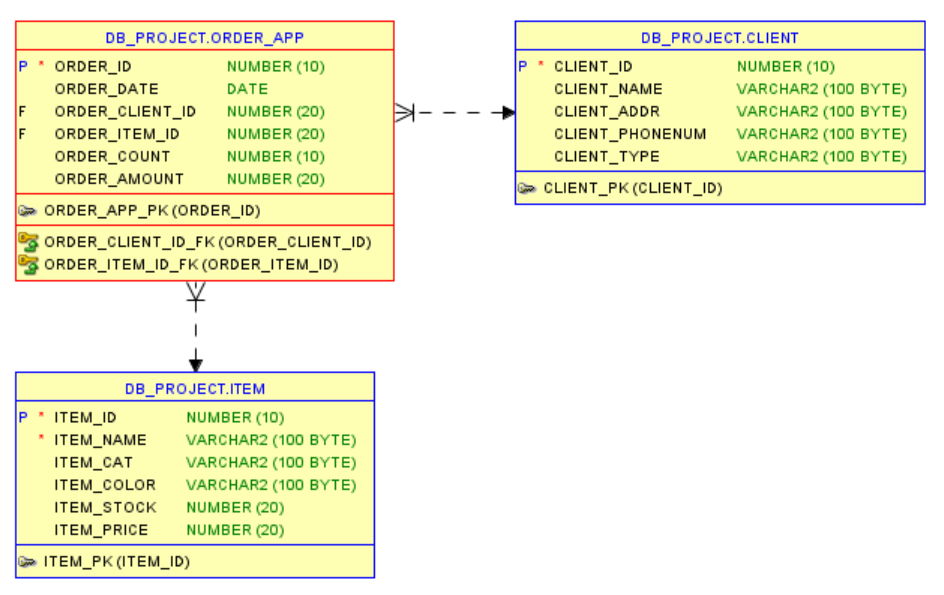 DB_PROJECT.ORDER_APP
P * ORDER_ID NUMBER (10)
ORDER_DATE DATE
F ORDER_CLIENT_ID NUMBER (20)
F ORDER_ITEM_ID NUMBER (20)
ORDER_COUNT NUMBER (10)
ORDER_AMOUNT NUMBER (20)
ORDER_APP_PK (ORDER_ID)
ORDER_CLIENT_ID_FK (ORDER_CLIENT_ID)
ORDER_ITEM_ID_FK (ORDER_ITEM_ID)
DB_PROJECT.CLIENT
P * CLIENT_ID NUMBER (10)
CLIENT_NAME VARCHAR2 (100 BYTE)
CLIENT_ADDR VARCHAR2 (100 BYTE)
CLIENT_PHONENUM VARCHAR2 (100 BYTE)
CLIENT_TYPE VARCHAR2 (100 BYTE)
CLIENT_PK (CLIENT_ID)
DB_PROJECT.ITEM
P * ITEM_ID NUMBER (10)
* ITEM_NAME VARCHAR2 (100 BYTE)
ITEM_CAT VARCHAR2 (100 BYTE)
ITEM_COLOR VARCHAR2 (100 BYTE)
ITEM_STOCK NUMBER (20)
ITEM_PRICE NUMBER (20)
ITEM_PK (ITEM_ID)